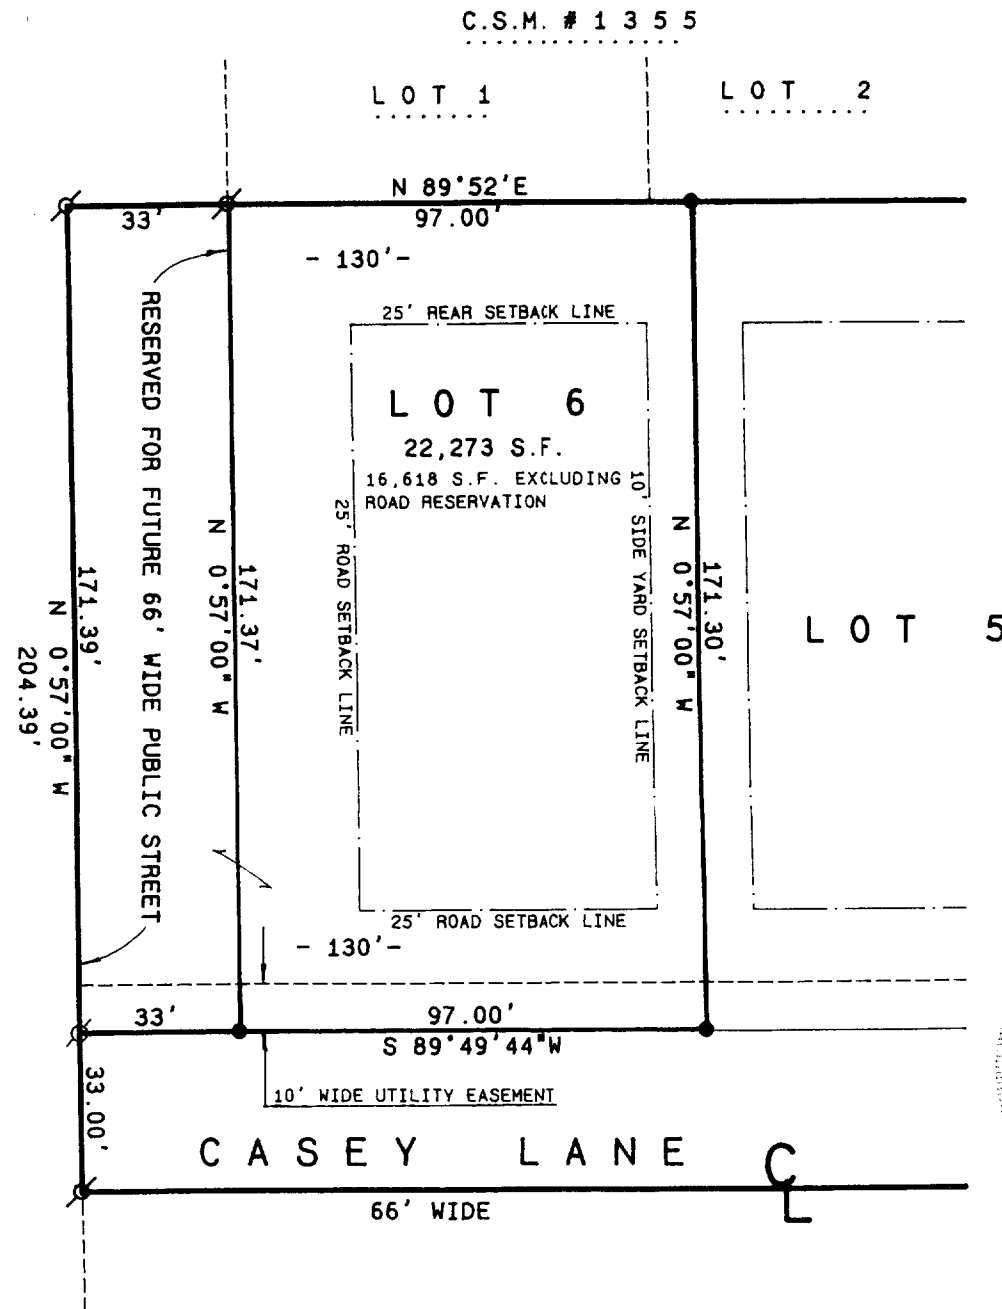 C.S.M. # 1 3 5 5
LOT 1
LOT 2
N 89°52'E
33'
97.00'
- 130'-
25' REAR SETBACK LINE
LOT 6
22,273 S.F.
16,618 S.F. EXCLUDING
ROAD RESERVATION
RESERVED FOR FUTURE 66' WIDE PUBLIC STREET
171.39'
N 0°57'00" W
204.39'
171.37'
N 0°57'00" W
25' ROAD SETBACK LINE
10' SIDE YARD SETBACK LINE
171.30'
N 0°57'00" W
LOT 5
25' ROAD SETBACK LINE
- 130'-
33'
97.00'
S 89°49'44"W
10' WIDE UTILITY EASEMENT
33.00'
CASEY LANE
C
L
66' WIDE